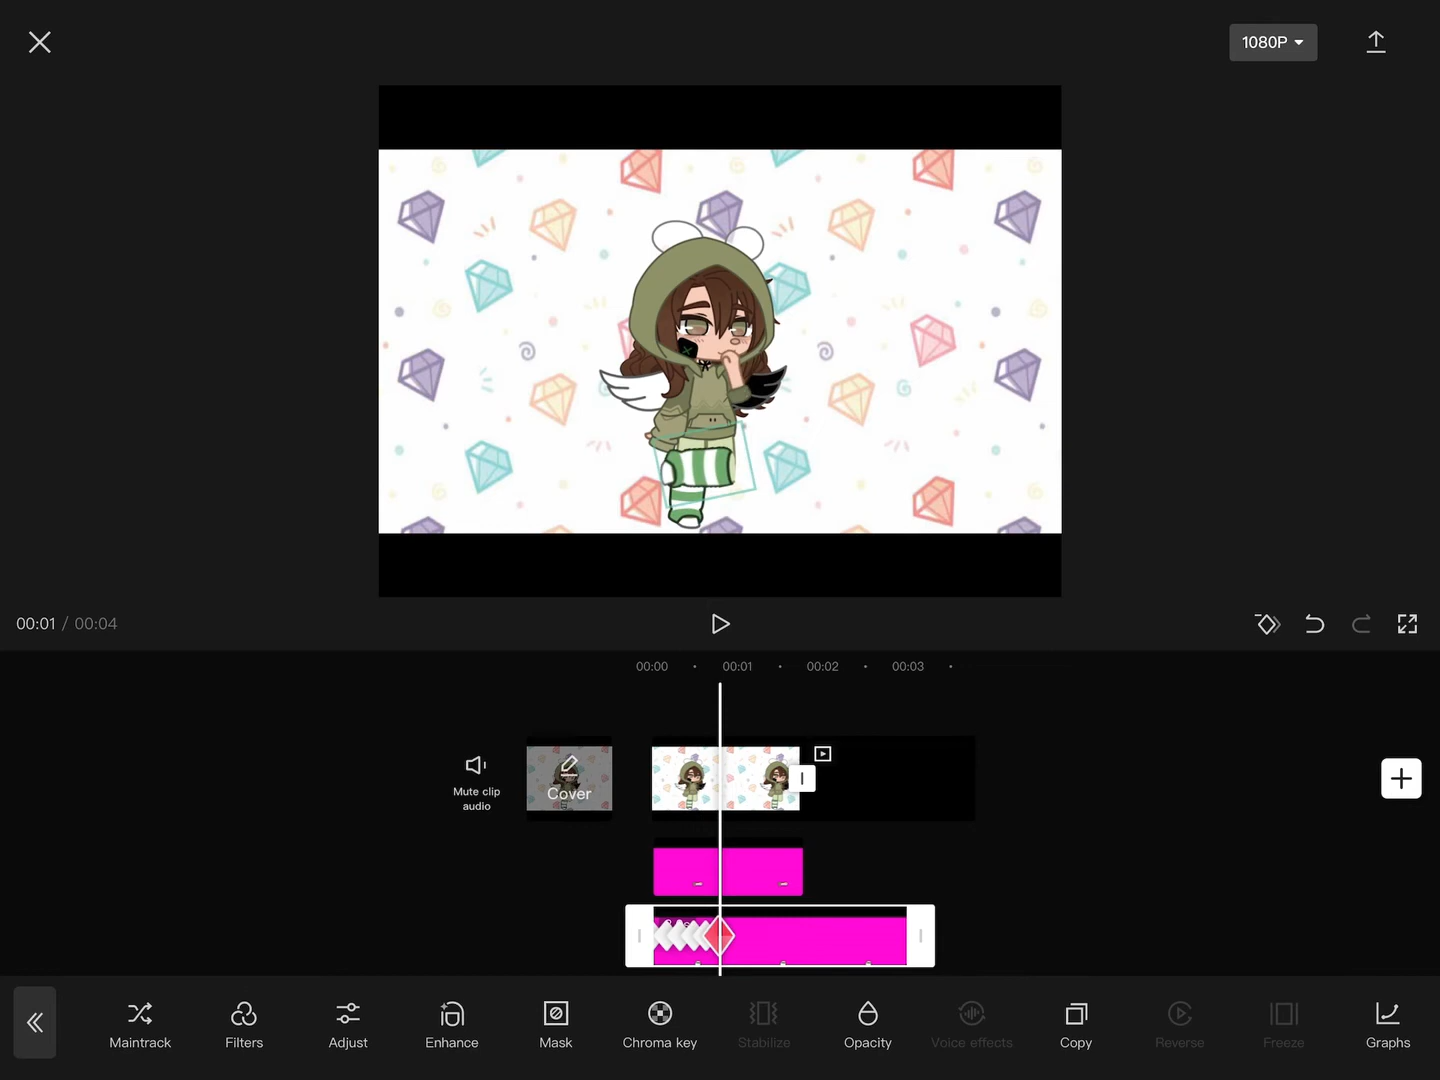 1080P
00:01 / 00:04
00:00
00:01
00:02
00:03
Mute clip
audio
Cover
Maintrack
Filters
Adjust
Enhance
Mask
Chroma key
Stabilize
Opacity
Voice effects
Copy
Reverse
Freeze
Graphs